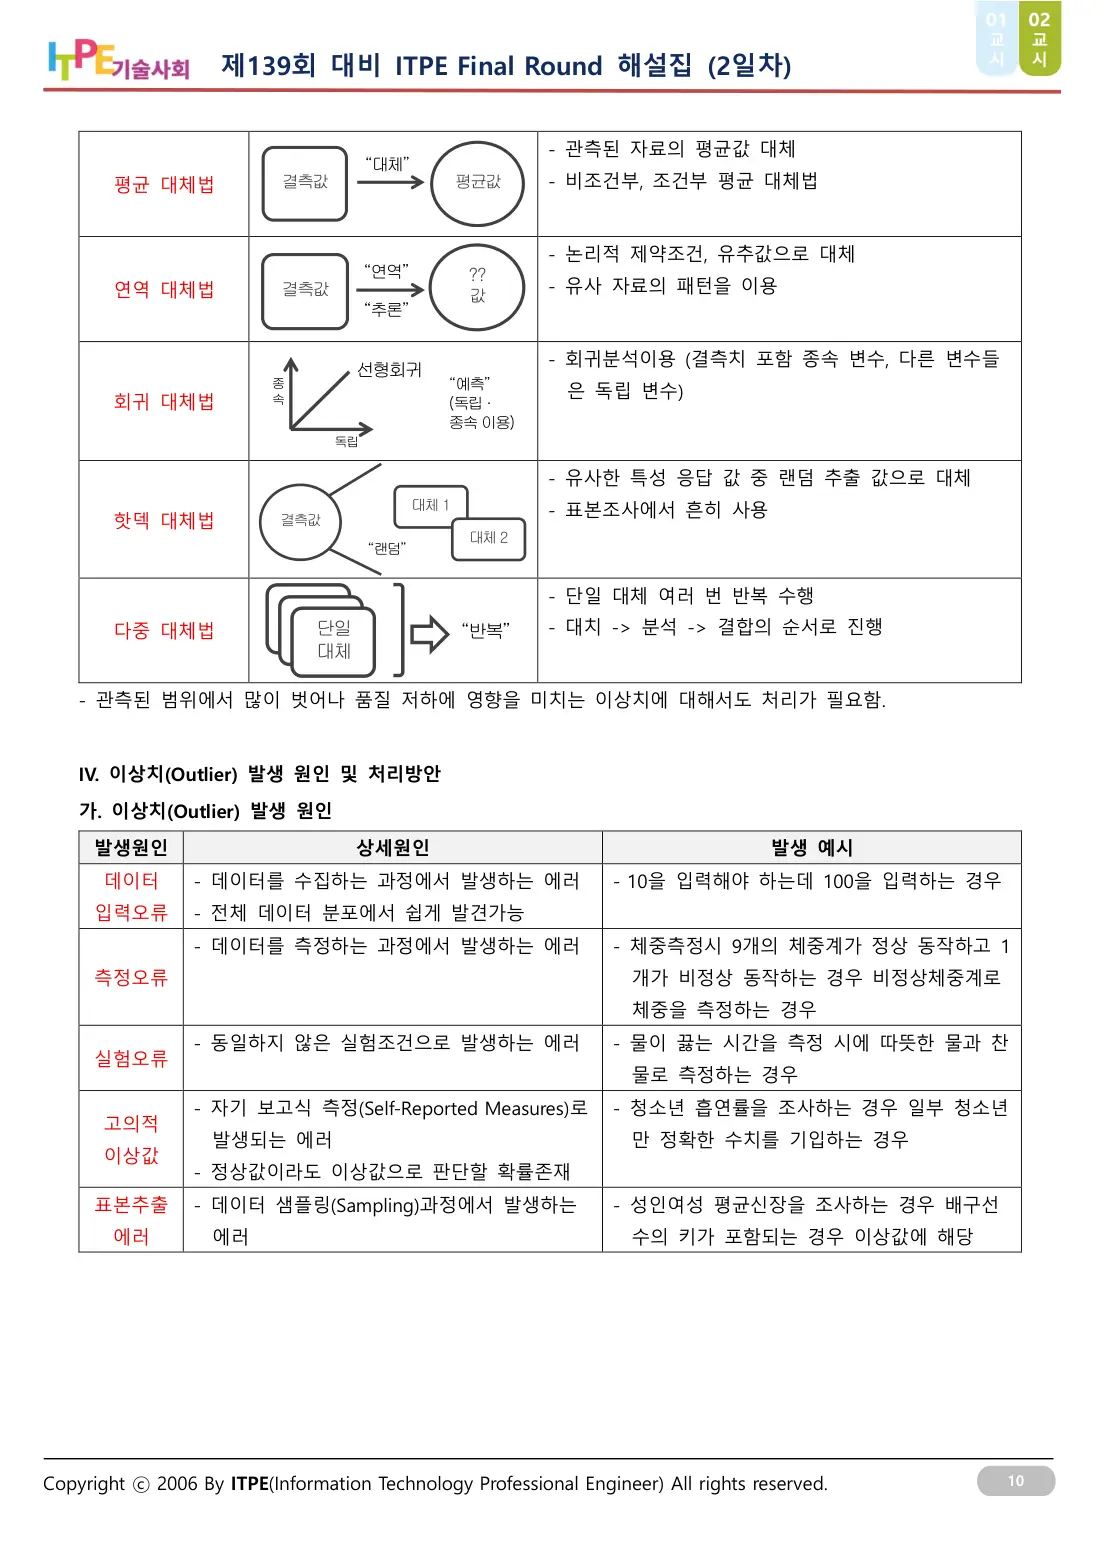 ITPE기술사회 제139회 대비 ITPE Final Round 해설집 (2일차)
01
교
시
02
교
시
평균 대체법
결측값
“대체”
평균값
- 관측된 자료의 평균값 대체
- 비조건부, 조건부 평균 대체법
연역 대체법
결측값
“연역”
“추론”
??
값
- 논리적 제약조건, 유추값으로 대체
- 유사 자료의 패턴을 이용
회귀 대체법
종
속
선형회귀
독립
“예측”
(독립 ·
종속 이용)
- 회귀분석이용 (결측치 포함 종속 변수, 다른 변수들
은 독립 변수)
핫덱 대체법
결측값
“랜덤”
대체 1
대체 2
- 유사한 특성 응답 값 중 랜덤 추출 값으로 대체
- 표본조사에서 흔히 사용
다중 대체법
단일
대체
“반복”
- 단일 대체 여러 번 반복 수행
- 대치 -> 분석 -> 결합의 순서로 진행
- 관측된 범위에서 많이 벗어나 품질 저하에 영향을 미치는 이상치에 대해서도 처리가 필요함.
IV. 이상치(Outlier) 발생 원인 및 처리방안
가. 이상치(Outlier) 발생 원인
발생원인 상세원인 발생 예시
데이터
입력오류
- 데이터를 수집하는 과정에서 발생하는 에러
- 전체 데이터 분포에서 쉽게 발견가능
- 10을 입력해야 하는데 100을 입력하는 경우
측정오류
- 데이터를 측정하는 과정에서 발생하는 에러
- 체중측정시 9개의 체중계가 정상 동작하고 1
개가 비정상 동작하는 경우 비정상체중계로
체중을 측정하는 경우
실험오류
- 동일하지 않은 실험조건으로 발생하는 에러
- 물이 끓는 시간을 측정 시에 따뜻한 물과 찬
물로 측정하는 경우
고의적
이상값
- 자기 보고식 측정(Self-Reported Measures)로
발생되는 에러
- 정상값이라도 이상값으로 판단할 확률존재
- 청소년 흡연률을 조사하는 경우 일부 청소년
만 정확한 수치를 기입하는 경우
표본추출
에러
- 데이터 샘플링(Sampling)과정에서 발생하는
에러
- 성인여성 평균신장을 조사하는 경우 배구선
수의 키가 포함되는 경우 이상값에 해당
Copyright ⓒ 2006 By ITPE(Information Technology Professional Engineer) All rights reserved.
10